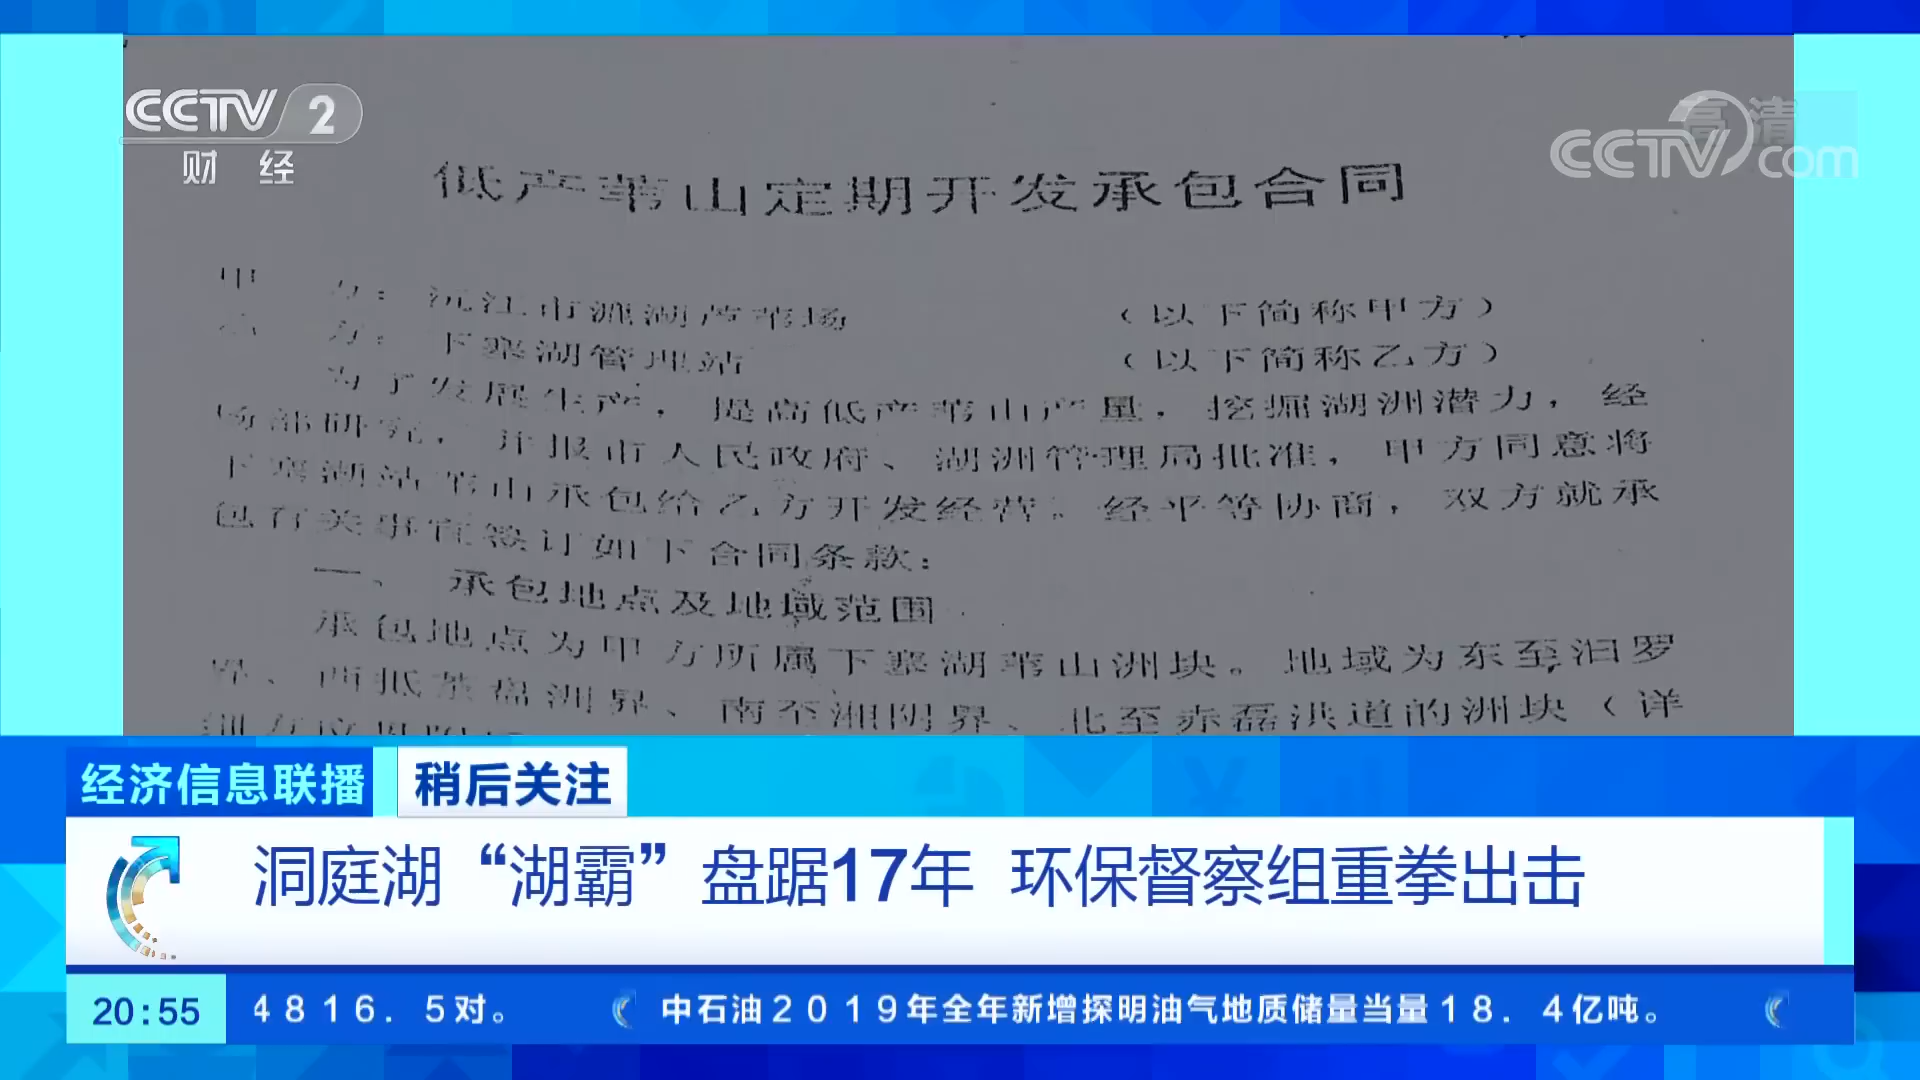 CCTV 2
财 经
高清
CCTV.com
低产苇山定期开发承包合同
甲 方：沅江市漉湖芦苇场 （以下简称甲方）
方：下塞湖管理站 （以下简称乙方）
为了发展生产，提高低产苇山产量，挖掘湖洲潜力，经
场部研究，并报市人民政府、湖洲管理局批准，甲方同意将
下塞湖站苇山承包给乙方开发经营。经平等协商，双方就承
包有关事宜签订如下合同条款：
一、 承包地点及地域范围
承包地点为甲方所属下塞湖苇山洲块。地域为东至汨罗
界、西抵茶盘洲界、南至湘阴界、北至赤磊洪道的洲块（详
经济信息联播
稍后关注
洞庭湖“湖霸”盘踞17年 环保督察组重拳出击
20:55
4816.5对。 中石油2019年全年新增探明油气地质储量当量18.4亿吨。